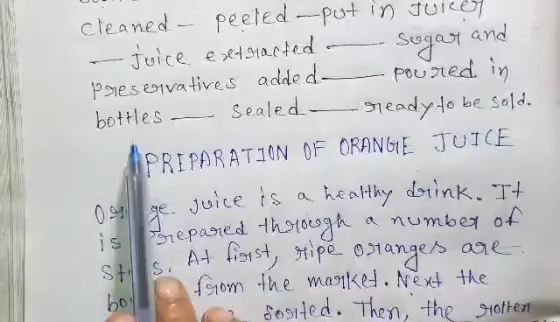 cleaned — peeled — put in Juicer
— juice extracted — sugar and
preservatives added — poured in
bottles — sealed — ready to be sold.
PREPARATION OF ORANGE JUICE
juice is a healthy drink. It
is prepared through a number of
At first, ripe oranges are
from the market. Next the
sorted. Then, the rotten